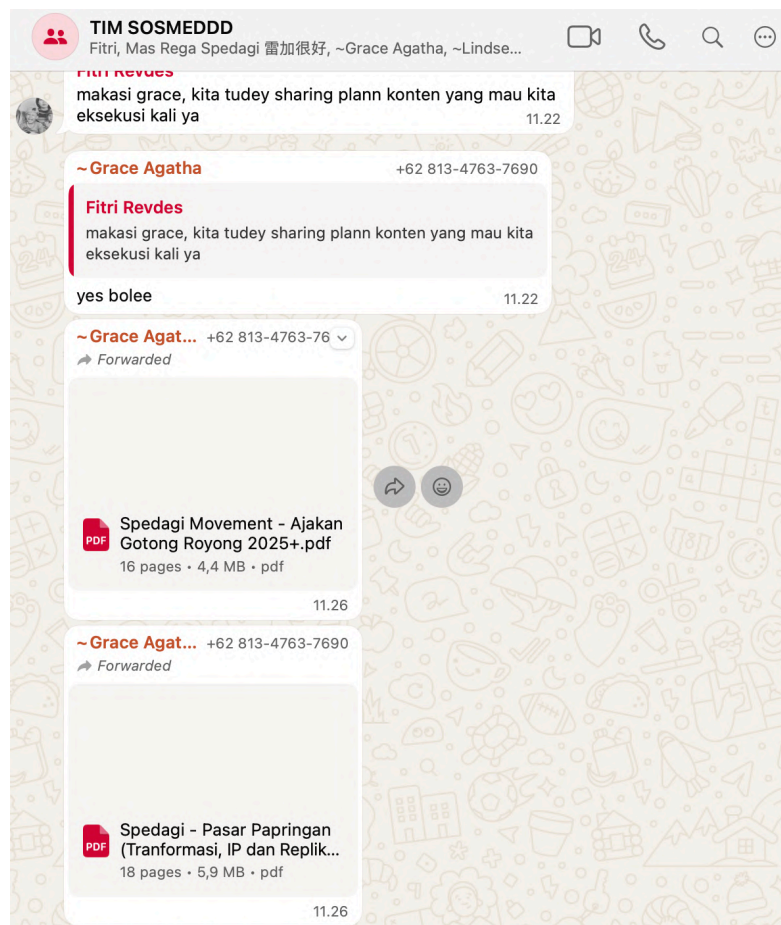 TIM SOSMEDDD
Fitri, Mas Rega Spedagi 雷加很好, ~Grace Agatha, ~Lindse...
Fitri Revdes
makasi grace, kita tudey sharing plann konten yang mau kita
eksekusi kali ya
11.22
~Grace Agatha +62 813-4763-7690
Fitri Revdes
makasi grace, kita tudey sharing plann konten yang mau kita
eksekusi kali ya
yes bolee
11.22
~Grace Agat... +62 813-4763-76
Forwarded
PDF
Spedagi Movement - Ajakan
Gotong Royong 2025+.pdf
16 pages • 4,4 MB • pdf
11.26
~Grace Agat... +62 813-4763-7690
Forwarded
PDF
Spedagi - Pasar Papringan
(Tranformasi, IP dan Replik...
18 pages • 5,9 MB • pdf
11.26